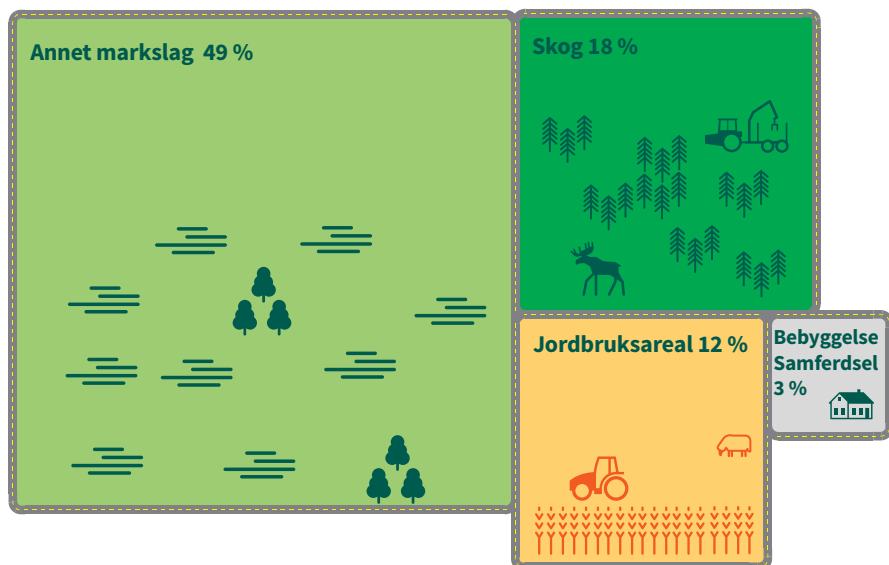 Annet markslag 49 %
Skog 18 %
Jordbruksareal 12 %
Bebyggelse
Samferdsel
3 %